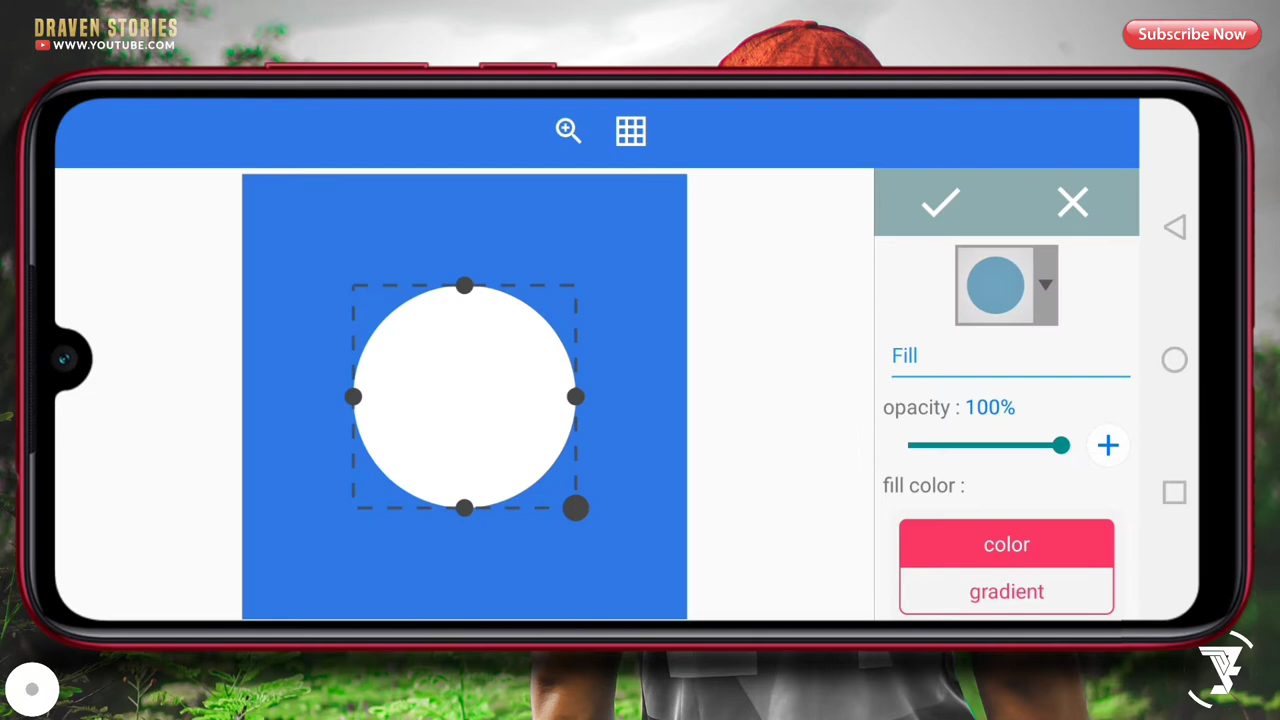 DRAVEN STORIES
WWW.YOUTUBE.COM
Subscribe Now
Fill
opacity : 100%
fill color :
color
gradient